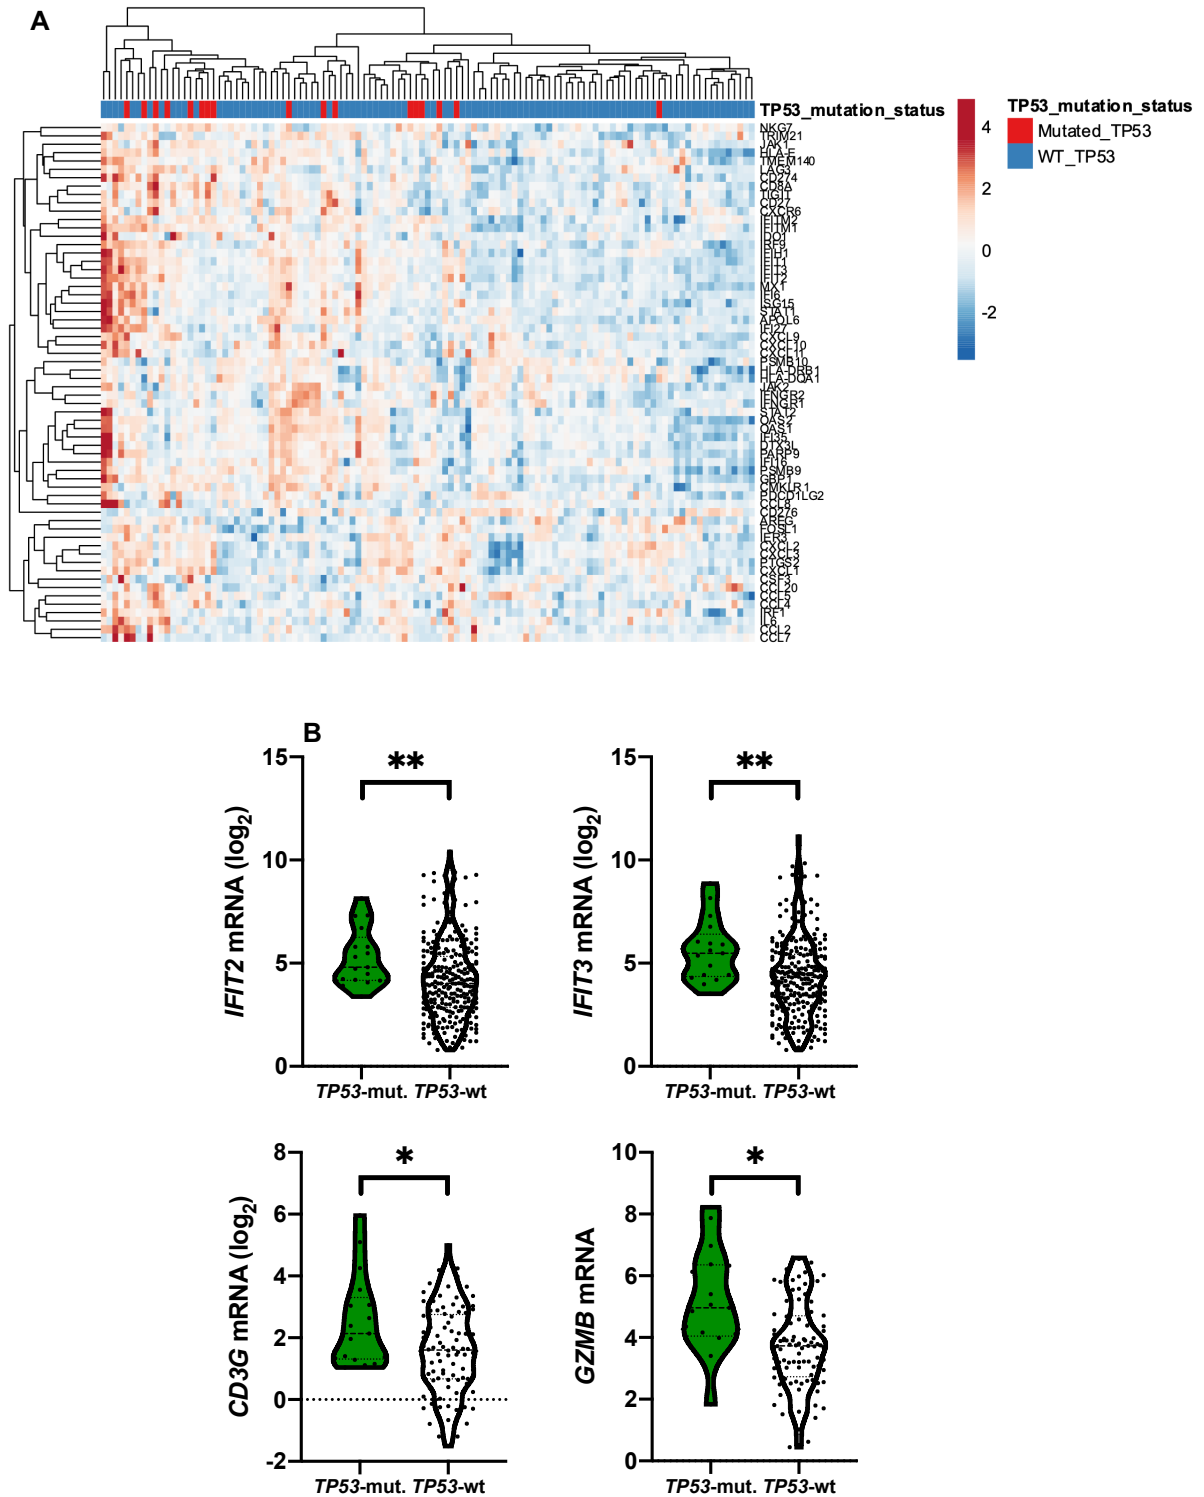 A
TP53_mutation_status
4
2
0
-2
TP53_mutation_status
Mutated_TP53
WT_TP53
NKG7
TRIM21
JAK1
HLA-E
TMEM140
LAG3
CD274
CD8A
TIGIT
CD27
CXCR6
IFITM2
IFITM1
IDO1
IRF9
IFIH1
IFIT1
IFIT3
IFIT2
MX1
IFI6
ISG15
STAT1
APOL6
IFI27
CXCL9
CXCL10
CXCL11
PSMB10
HLA-DRB1
HLA-DQA1
JAK2
IFNGR2
IFNGR1
STAT2
OAS2
OAS1
IFI35
DTX3L
PARP9
IFI16
PSMB9
GBP1
CMKLR1
PDCD1LG2
CCL8
CD276
AREG
FOSL1
IER3
CXCL2
CXCL3
PTGS2
CXCL1
CSF3
CCL20
CCL5
CCL4
IRF1
IL6
CCL2
CCL7
B
IFIT2 mRNA (log2)
15
10
5
0
**
TP53-mut. TP53-wt
IFIT3 mRNA (log2)
15
10
5
0
**
TP53-mut. TP53-wt
CD3G mRNA (log2)
8
6
4
2
0
-2
*
TP53-mut. TP53-wt
GZMB mRNA
10
8
6
4
2
0
*
TP53-mut. TP53-wt